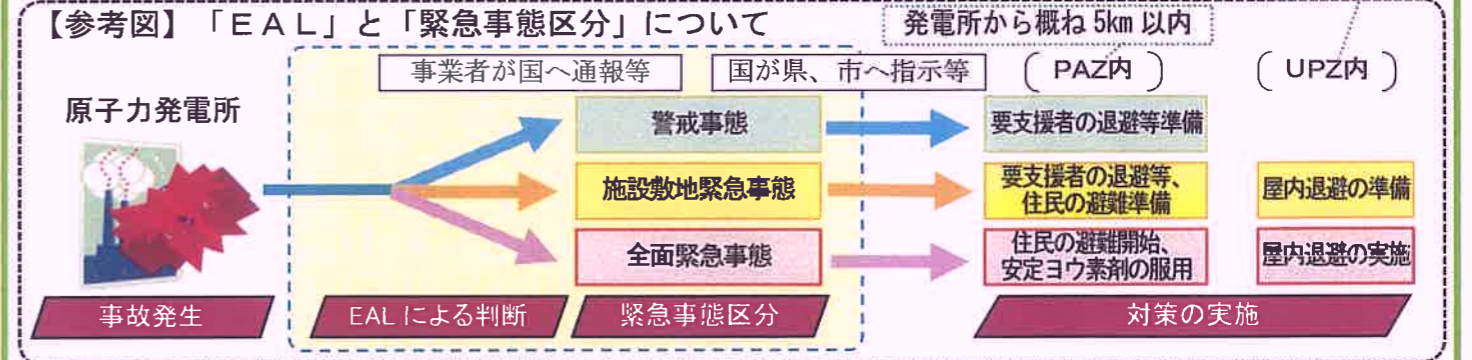 【参考図】「ＥＡＬ」と「緊急事態区分」について
発電所から概ね 5km 以内
事業者が国へ通報等
国が県、市へ指示等
（ PAZ内 ）
（ UPZ内 ）
原子力発電所
警戒事態
要支援者の退避等準備
施設敷地緊急事態
要支援者の退避等、
住民の避難準備
屋内退避の準備
全面緊急事態
住民の避難開始、
安定ヨウ素剤の服用
屋内退避の実施
事故発生
EAL による判断
緊急事態区分
対策の実施